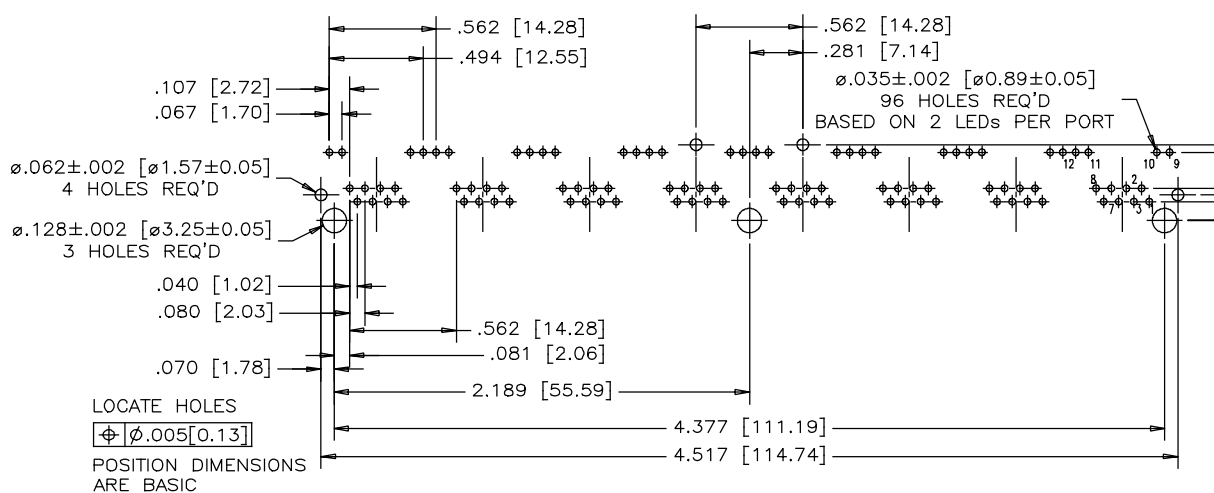 .562 [14.28]
.562 [14.28]
.494 [12.55]
.281 [7.14]
.107 [2.72]
ø.035±.002 [ø0.89±0.05]
96 HOLES REQ'D
BASED ON 2 LEDs PER PORT
.067 [1.70]
12 11 10 9
ø.062±.002 [ø1.57±0.05]
4 HOLES REQ'D
8 2
7 3
ø.128±.002 [ø3.25±0.05]
3 HOLES REQ'D
.040 [1.02]
.080 [2.03]
.562 [14.28]
.081 [2.06]
.070 [1.78]
2.189 [55.59]
LOCATE HOLES
⌖ Ø.005[0.13]
POSITION DIMENSIONS
ARE BASIC
4.377 [111.19]
4.517 [114.74]